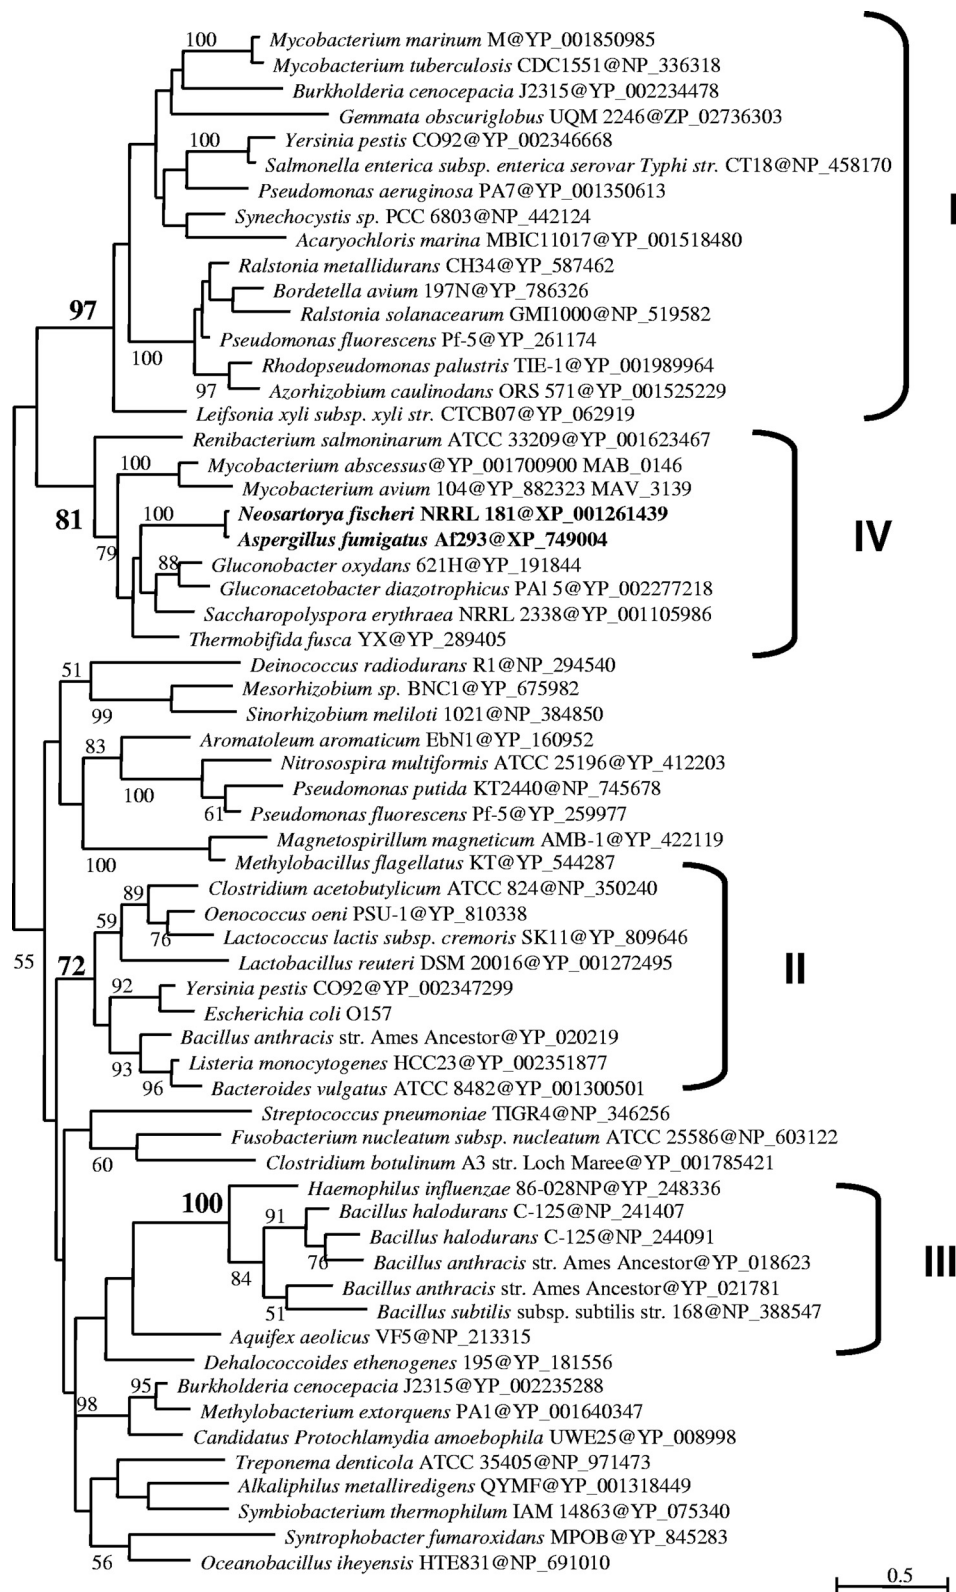 100
Mycobacterium marinum M@YP_001850985
Mycobacterium tuberculosis CDC1551@NP_336318
Burkholderia cenocepacia J2315@YP_002234478
Gemmata obscuriglobus UQM 2246@ZP_02736303
100
Yersinia pestis CO92@YP_002346668
Salmonella enterica subsp. enterica serovar Typhi str. CT18@NP_458170
Pseudomonas aeruginosa PA7@YP_001350613
I
Synechocystis sp. PCC 6803@NP_442124
Acaryochloris marina MBIC11017@YP_001518480
Ralstonia metallidurans CH34@YP_587462
Bordetella avium 197N@YP_786326
97
Ralstonia solanacearum GMI1000@NP_519582
Pseudomonas fluorescens Pf-5@YP_261174
100
Rhodopseudomonas palustris TIE-1@YP_001989964
97
Azorhizobium caulinodans ORS 571@YP_001525229
Leifsonia xyli subsp. xyli str. CTCB07@YP_062919
Renibacterium salmoninarum ATCC 33209@YP_001623467
100
Mycobacterium abscessus@YP_001700900 MAB_0146
Mycobacterium avium 104@YP_882323 MAV_3139
81
100
Neosartorya fischeri NRRL 181@XP_001261439
Aspergillus fumigatus Af293@XP_749004
IV
79
88
Gluconobacter oxydans 621H@YP_191844
Gluconacetobacter diazotrophicus PAl 5@YP_002277218
Saccharopolyspora erythraea NRRL 2338@YP_001105986
Thermobifida fusca YX@YP_289405
51
Deinococcus radiodurans R1@NP_294540
Mesorhizobium sp. BNC1@YP_675982
99
Sinorhizobium meliloti 1021@NP_384850
83
Aromatoleum aromaticum EbN1@YP_160952
Nitrosospira multiformis ATCC 25196@YP_412203
100
Pseudomonas putida KT2440@NP_745678
61
Pseudomonas fluorescens Pf-5@YP_259977
Magnetospirillum magneticum AMB-1@YP_422119
100
Methylobacillus flagellatus KT@YP_544287
89
Clostridium acetobutylicum ATCC 824@NP_350240
59
Oenococcus oeni PSU-1@YP_810338
76
Lactococcus lactis subsp. cremoris SK11@YP_809646
55
72
Lactobacillus reuteri DSM 20016@YP_001272495
II
92
Yersinia pestis CO92@YP_002347299
Escherichia coli O157
Bacillus anthracis str. Ames Ancestor@YP_020219
93
Listeria monocytogenes HCC23@YP_002351877
96
Bacteroides vulgatus ATCC 8482@YP_001300501
Streptococcus pneumoniae TIGR4@NP_346256
Fusobacterium nucleatum subsp. nucleatum ATCC 25586@NP_603122
60
Clostridium botulinum A3 str. Loch Maree@YP_001785421
100
Haemophilus influenzae 86-028NP@YP_248336
91
Bacillus halodurans C-125@NP_241407
Bacillus halodurans C-125@NP_244091
76
Bacillus anthracis str. Ames Ancestor@YP_018623
III
84
Bacillus anthracis str. Ames Ancestor@YP_021781
51
Bacillus subtilis subsp. subtilis str. 168@NP_388547
Aquifex aeolicus VF5@NP_213315
Dehalococcoides ethenogenes 195@YP_181556
95
Burkholderia cenocepacia J2315@YP_002235288
98
Methylobacterium extorquens PA1@YP_001640347
Candidatus Protochlamydia amoebophila UWE25@YP_008998
Treponema denticola ATCC 35405@NP_971473
Alkaliphilus metalliredigens QYMF@YP_001318449
Symbiobacterium thermophilum IAM 14863@YP_075340
Syntrophobacter fumaroxidans MPOB@YP_845283
56
Oceanobacillus iheyensis HTE831@NP_691010
0.5